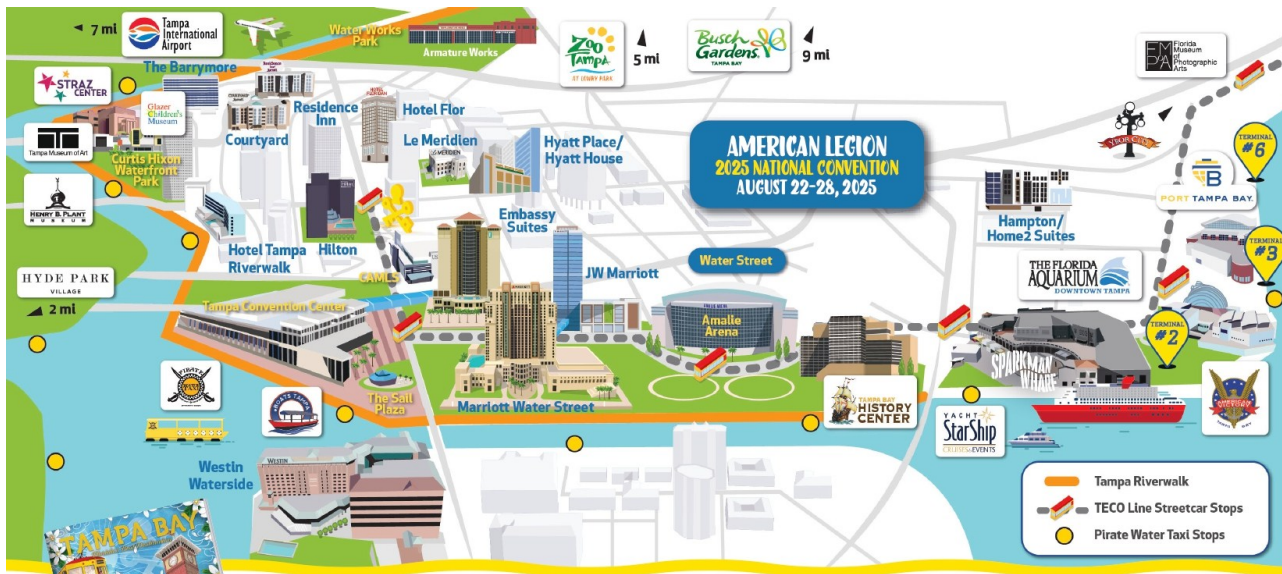 7 mi
Tampa
International
Airport
Water Works
Park
Armature Works
ZOO
TAMPA
AT LOWRY PARK
5 mi
Busch
Gardens
TAMPA BAY
9 mi
Florida
Museum
of
Photographic
Arts
STRAZ
CENTER
The Barrymore
Glazer
Children's
Museum
Courtyard
Residence
Inn
Hotel Flor
Le Meridien
MERIDIEN
Hyatt Place/
Hyatt House
AMERICAN LEGION
2025 NATIONAL CONVENTION
AUGUST 22-28, 2025
YBOR CITY
TERMINAL
#6
Tampa Museum of Art
Curtis Hixon
Waterfront
Park
PORT TAMPA BAY
HENRY B. PLANT
MUSEUM
Embassy
Suites
Hampton/
Home2 Suites
Hotel Tampa
Riverwalk
Hilton
CAMLS
JW Marriott
Water Street
TERMINAL
#3
THE FLORIDA
AQUARIUM
DOWNTOWN TAMPA
HYDE PARK
VILLAGE
2 mi
Tampa Convention Center
Amalie
Arena
TERMINAL
#2
SPARKMAN
WHARF
PIRATE
eBOATS TAMPA
The Sail
Plaza
Marriott Water Street
TAMPA BAY
HISTORY
CENTER
YACHT
StarShip
CRUISES & EVENTS
AMERICAN
VICTORY
Westin
Waterside
WESTIN
TAMPA BAY
Tampa Riverwalk
TECO Line Streetcar Stops
Pirate Water Taxi Stops